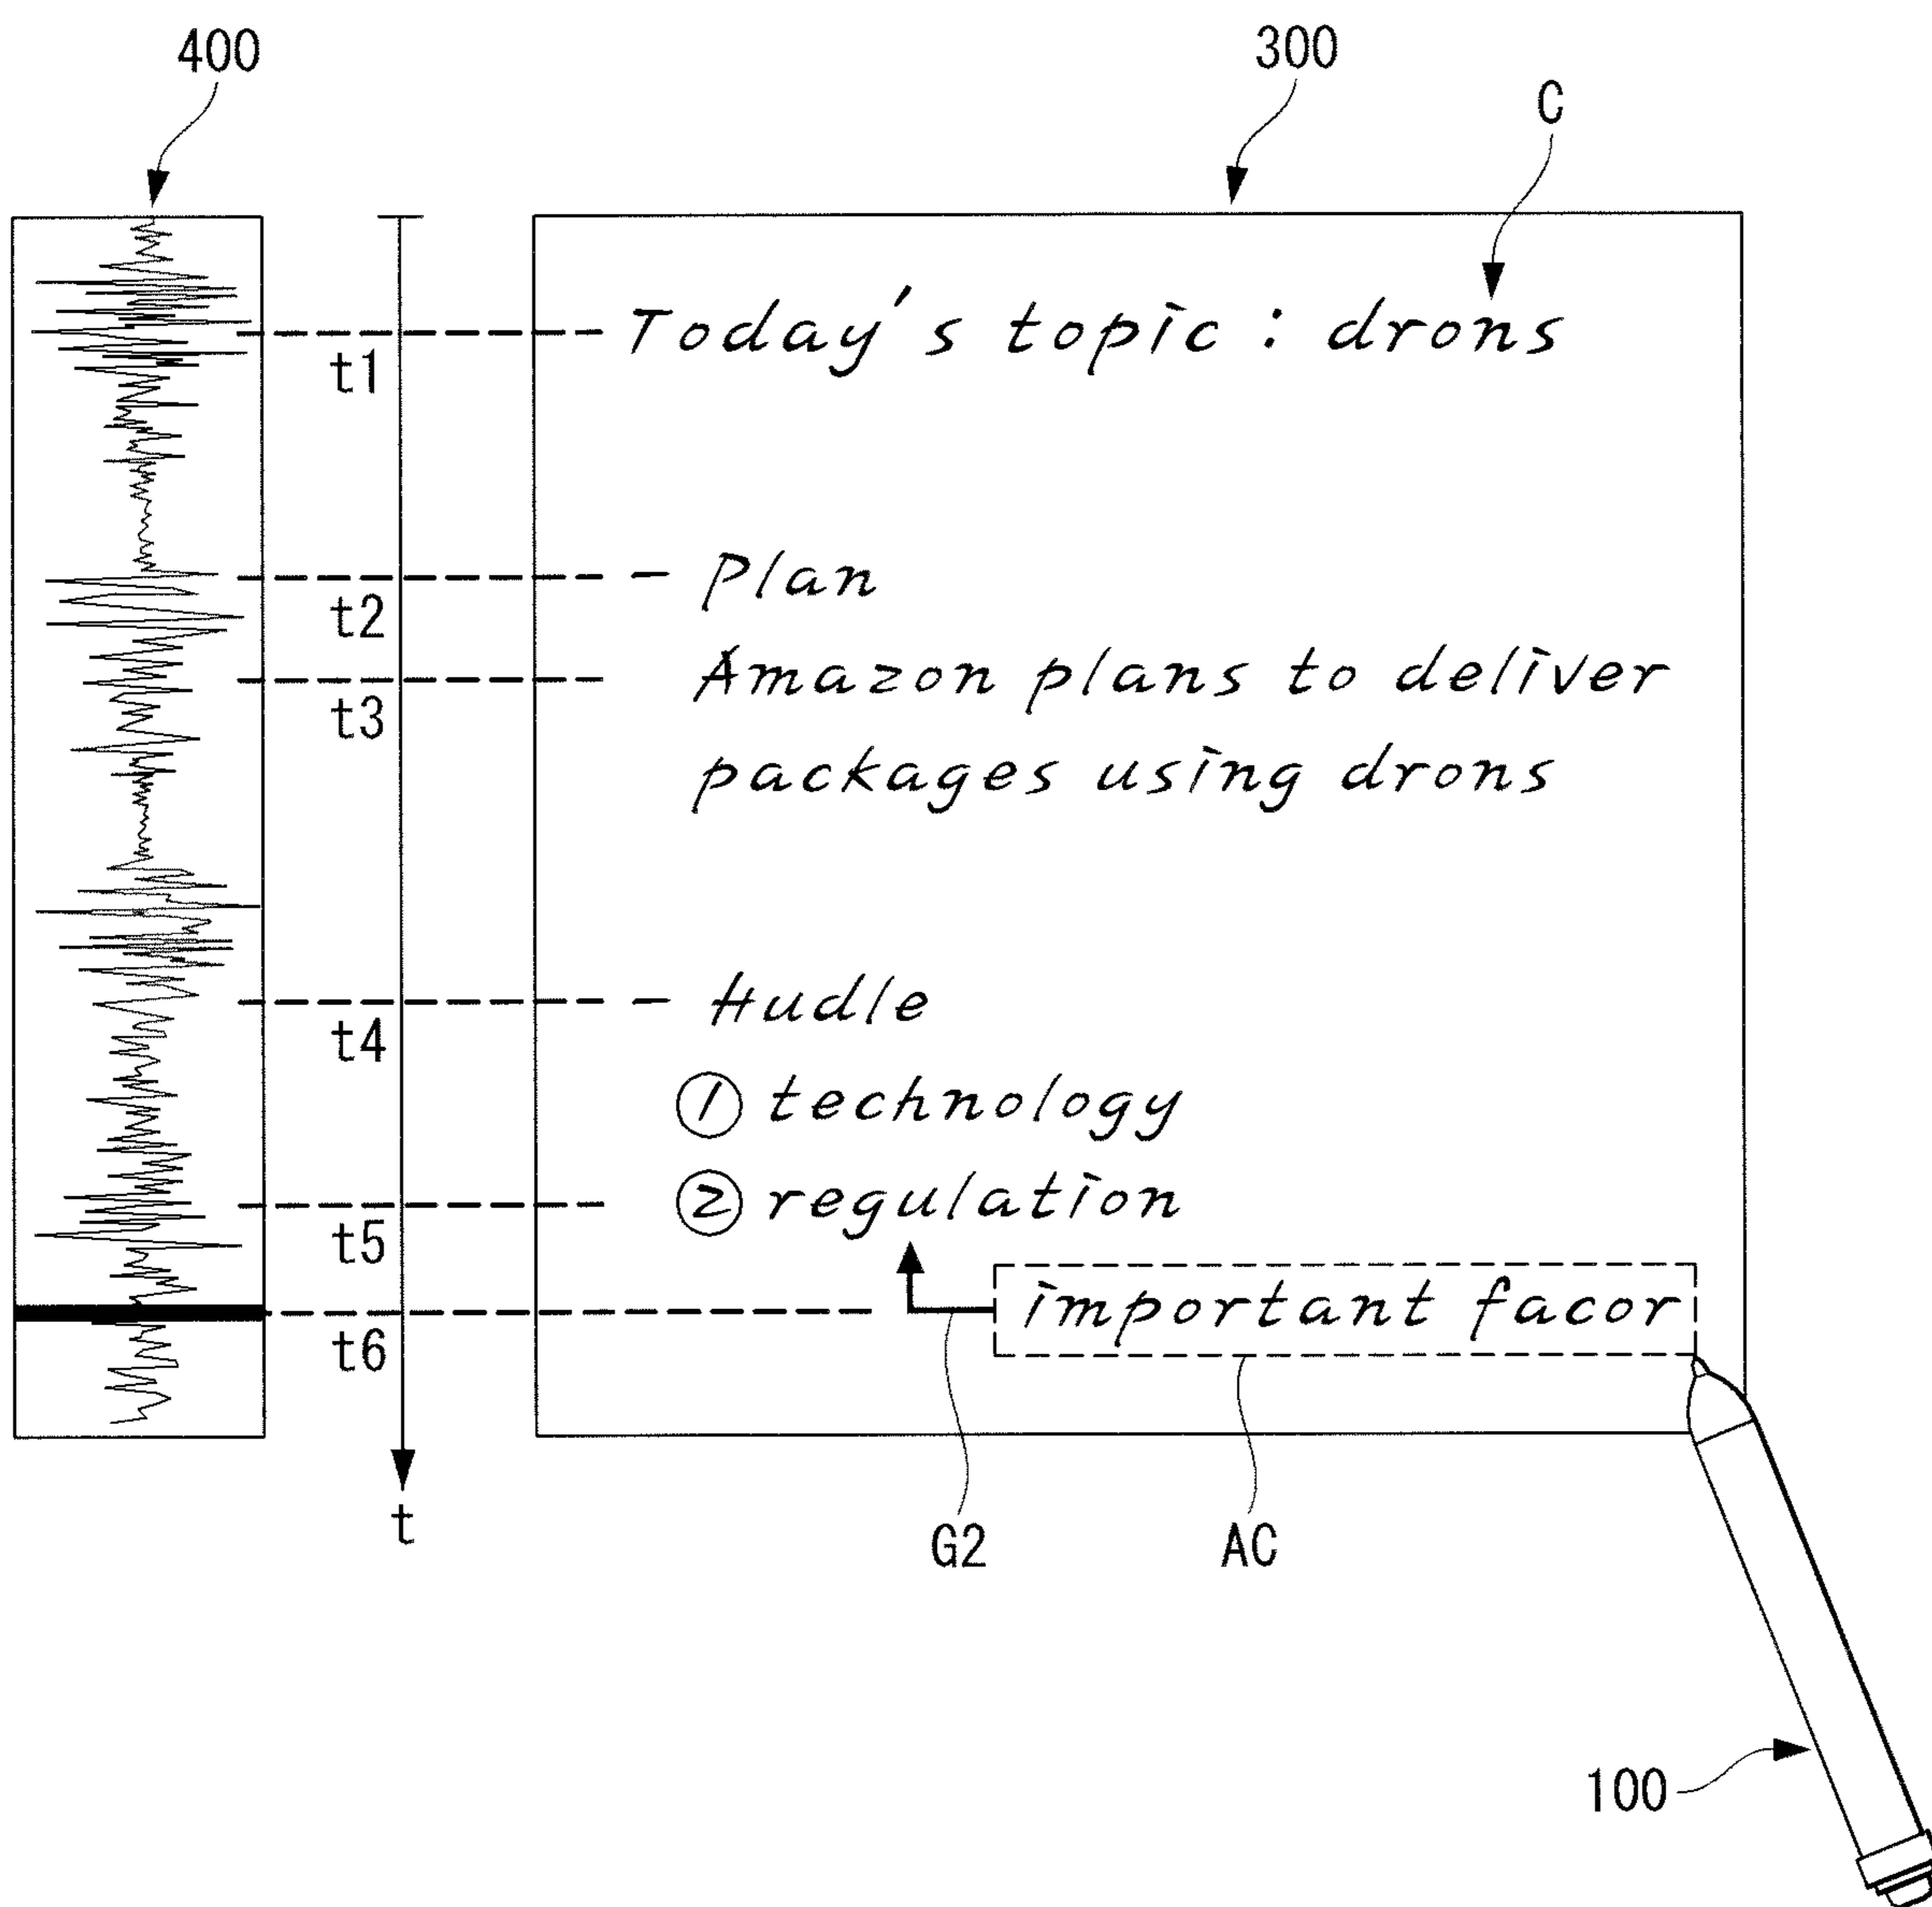 400
300
C
Today's topic : drons
t1
- Plan
t2
Amazon plans to deliver
t3
packages using drons
- Hudle
t4
① technology
② regulation
t5
important facor
t6
t
G2
AC
100